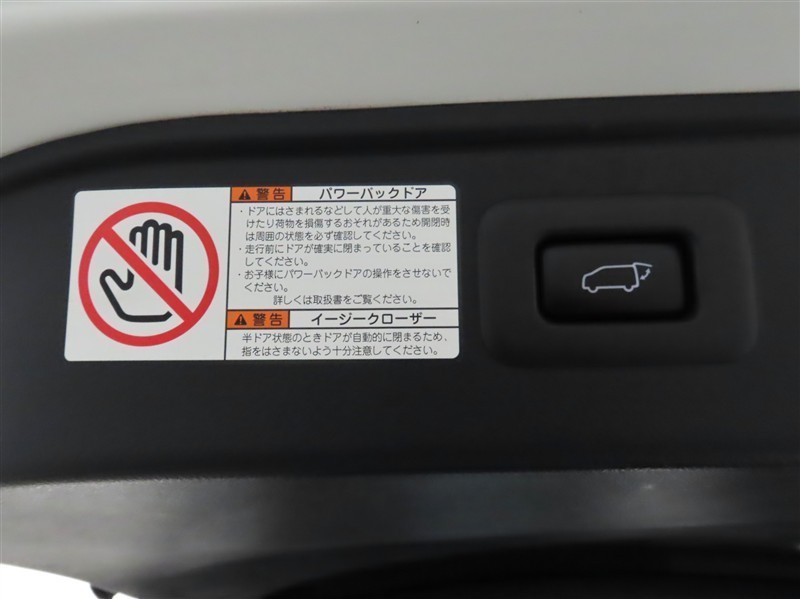 警告 パワーバックドア
・ドアにはさまれるなどして人が重大な傷害を受
けたり荷物を損傷するおそれがあるため開閉時
は周囲の状態を必ず確認してください。
・走行前にドアが確実に閉まっていることを確認
してください。
・お子様にパワーバックドアの操作をさせないで
ください。
詳しくは取扱書をご覧ください。
警告 イージークローザー
半ドア状態のときドアが自動的に閉まるため、
指をはさまないよう十分注意してください。